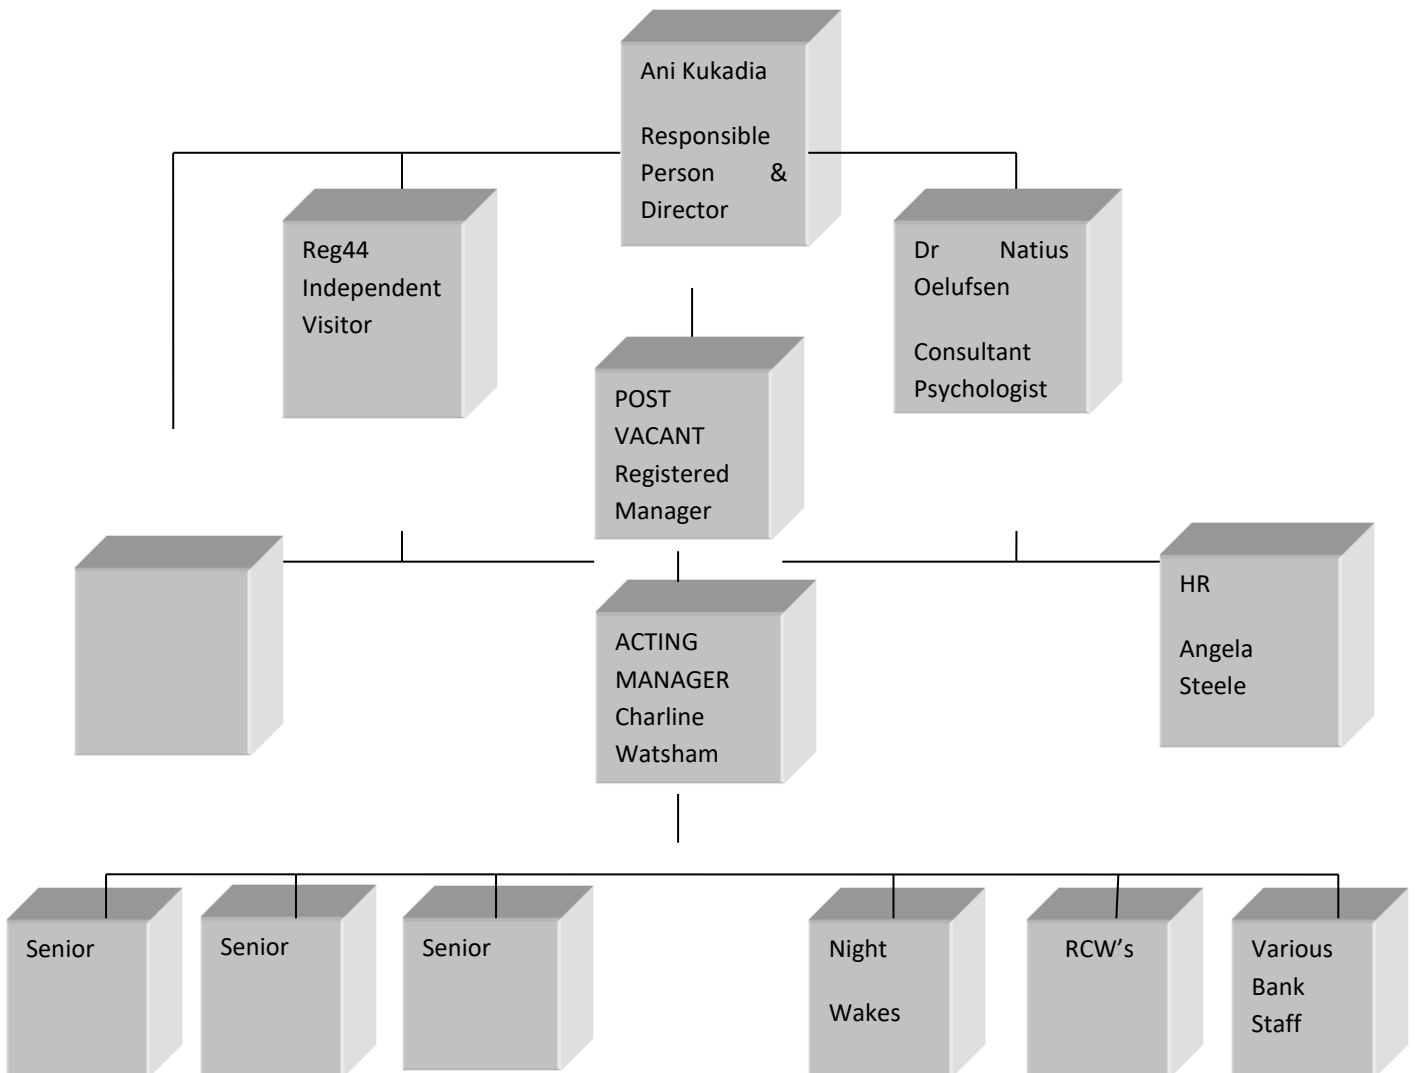 Ani Kukadia
Responsible
Person &
Director
Reg44
Independent
Visitor
Dr Natius
Oelufsen
Consultant
Psychologist
POST
VACANT
Registered
Manager
HR
Angela
Steele
ACTING
MANAGER
Charline
Watsham
Senior
Senior
Senior
Night
Wakes
RCW’s
Various
Bank
Staff